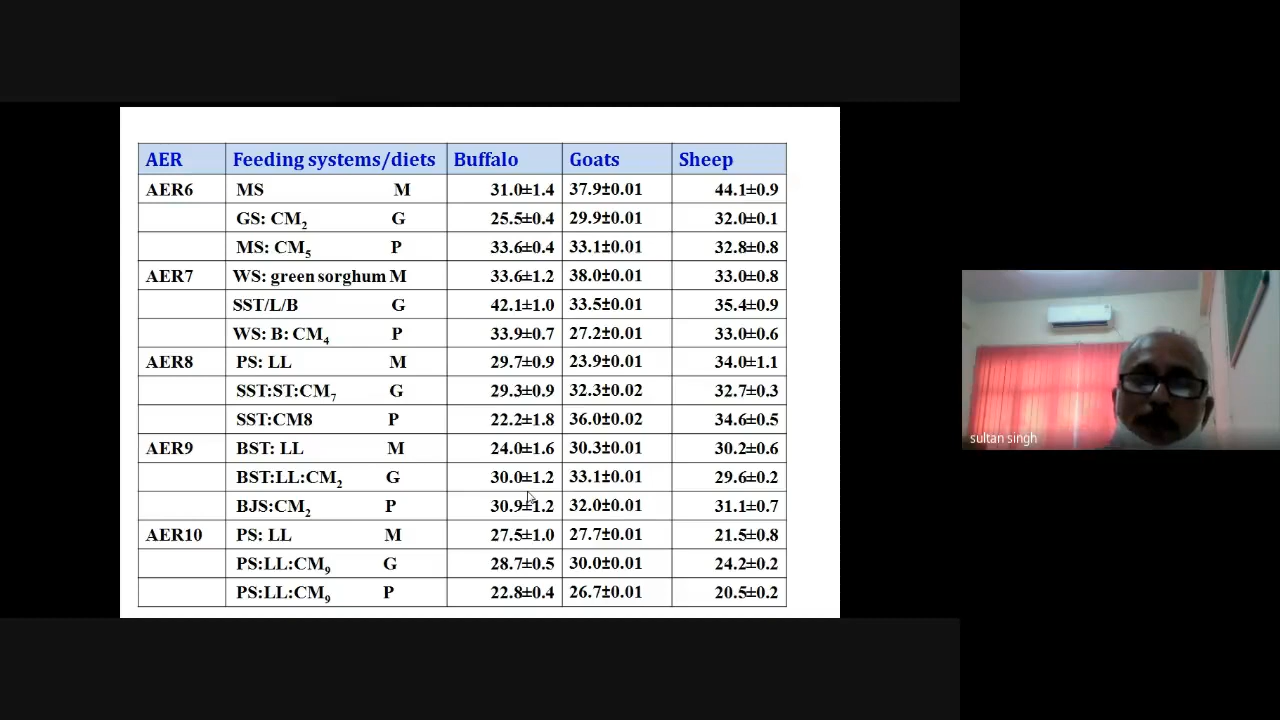 AER Feeding systems/diets Buffalo Goats Sheep
AER6 MS M 31.0±1.4 37.9±0.01 44.1±0.9
GS: CM₂ G 25.5±0.4 29.9±0.01 32.0±0.1
MS: CM₅ P 33.6±0.4 33.1±0.01 32.8±0.8
AER7 WS: green sorghum M 33.6±1.2 38.0±0.01 33.0±0.8
SST/L/B G 42.1±1.0 33.5±0.01 35.4±0.9
WS: B: CM₄ P 33.9±0.7 27.2±0.01 33.0±0.6
AER8 PS: LL M 29.7±0.9 23.9±0.01 34.0±1.1
SST:ST:CM₇ G 29.3±0.9 32.3±0.02 32.7±0.3
SST:CM8 P 22.2±1.8 36.0±0.02 34.6±0.5
AER9 BST: LL M 24.0±1.6 30.3±0.01 30.2±0.6
BST:LL:CM₂ G 30.0±1.2 33.1±0.01 29.6±0.2
BJS:CM₂ P 30.9±1.2 32.0±0.01 31.1±0.7
AER10 PS: LL M 27.5±1.0 27.7±0.01 21.5±0.8
PS:LL:CM₉ G 28.7±0.5 30.0±0.01 24.2±0.2
PS:LL:CM₉ P 22.8±0.4 26.7±0.01 20.5±0.2
sultan singh